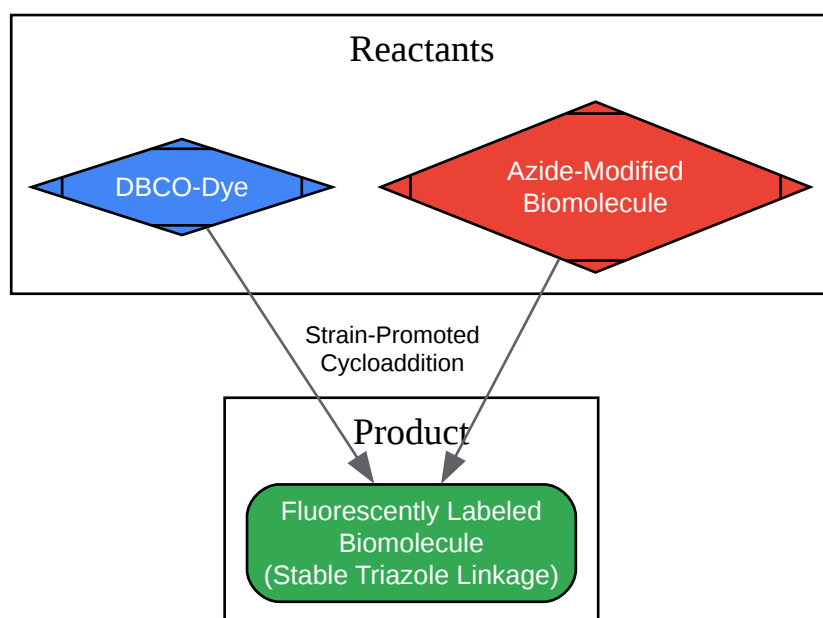 Reactants
DBCO-Dye
Azide-Modified
Biomolecule
Strain-Promoted
Cycloaddition
Product
Fluorescently Labeled
Biomolecule
(Stable Triazole Linkage)